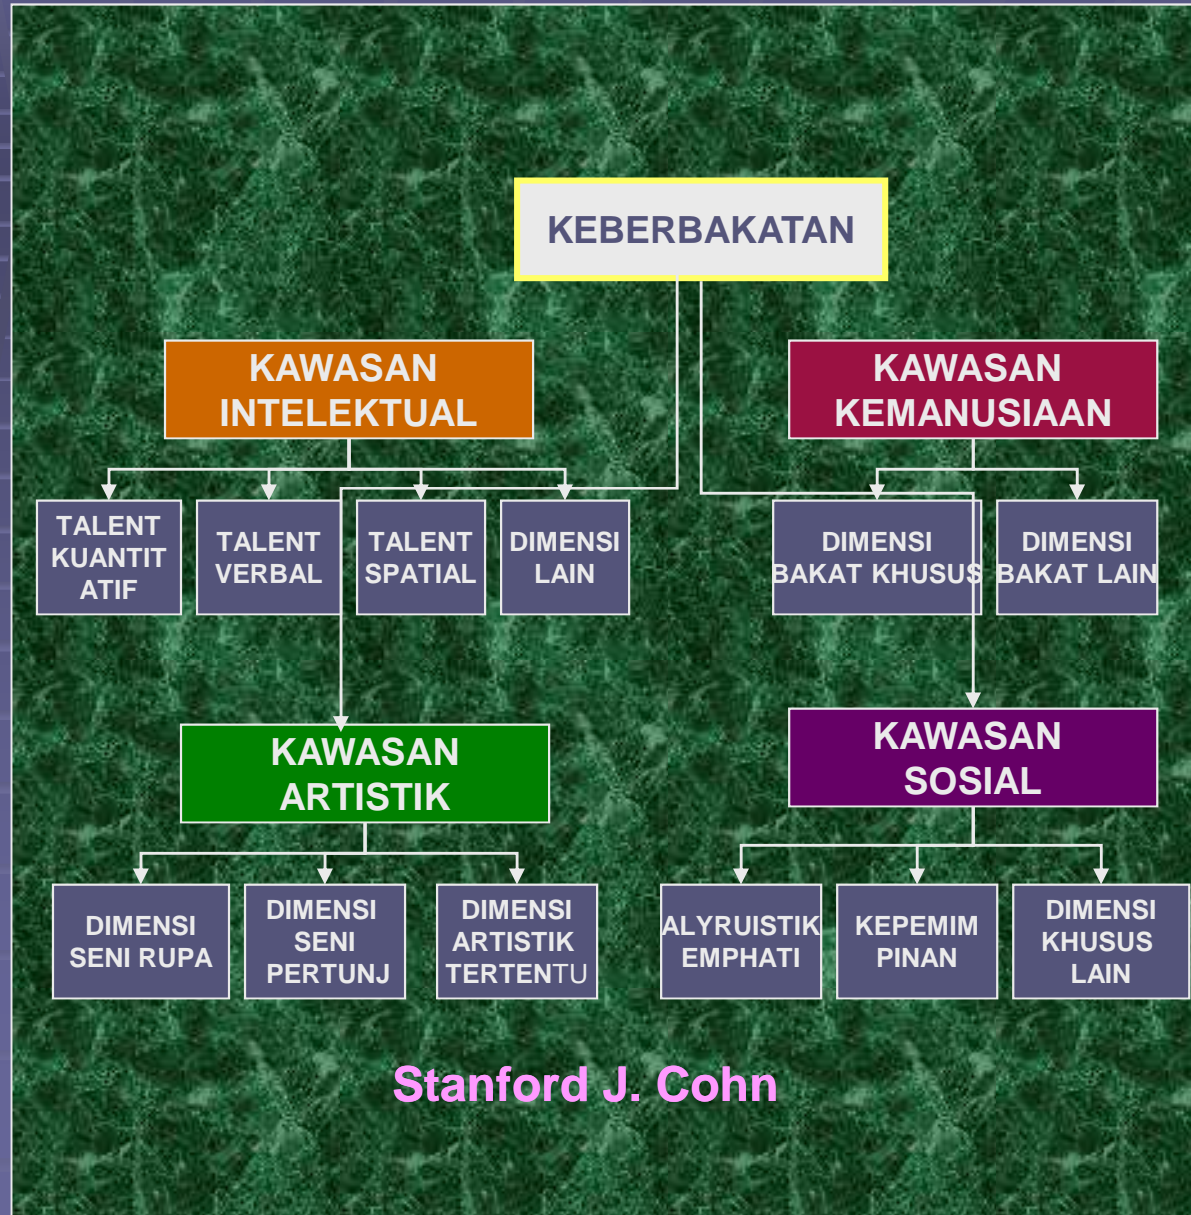 KEBERBAKATAN
KAWASAN
INTELEKTUAL
KAWASAN
KEMANUSIAAN
TALENT
KUANTIT
ATIF
TALENT
VERBAL
TALENT
SPATIAL
DIMENSI
LAIN
DIMENSI
BAKAT KHUSUS
DIMENSI
BAKAT LAIN
KAWASAN
ARTISTIK
KAWASAN
SOSIAL
DIMENSI
SENI RUPA
DIMENSI
SENI
PERTUNJ
DIMENSI
ARTISTIK
TERTENTU
ALYRUISTIK
EMPHATI
KEPEMIM
PINAN
DIMENSI
KHUSUS
LAIN
Stanford J. Cohn